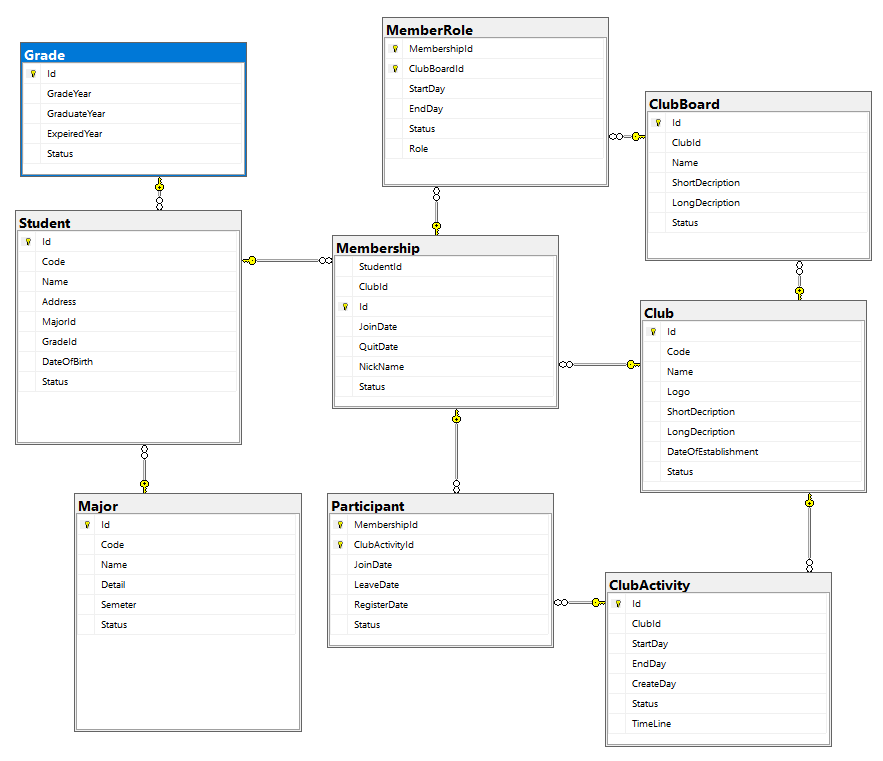 Grade
Id
GradeYear
GraduateYear
ExpeiredYear
Status
MemberRole
MembershipId
ClubBoardId
StartDay
EndDay
Status
Role
ClubBoard
Id
ClubId
Name
ShortDecription
LongDecription
Status
Student
Id
Code
Name
Address
MajorId
GradeId
DateOfBirth
Status
Membership
StudentId
ClubId
Id
JoinDate
QuitDate
NickName
Status
Club
Id
Code
Name
Logo
ShortDecription
LongDecription
DateOfEstablishment
Status
Major
Id
Code
Name
Detail
Semeter
Status
Participant
MembershipId
ClubActivityId
JoinDate
LeaveDate
RegisterDate
Status
ClubActivity
Id
ClubId
StartDay
EndDay
CreateDay
Status
TimeLine